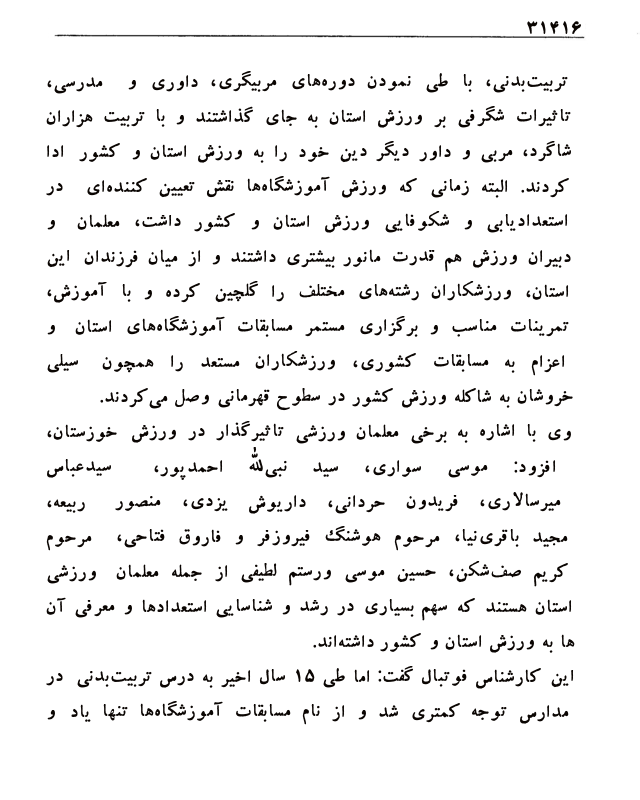 ۳۱۴۱۶
تربیت‌بدنی، با طی نمودن دوره‌های مربیگری، داوری و مدرسی،
تاثیرات شگرفی بر ورزش استان به جای گذاشتند و با تربیت هزاران
شاگرد، مربی و داور دیگر دین خود را به ورزش استان و کشور ادا
کردند. البته زمانی که ورزش آموزشگاه‌ها نقش تعیین کننده‌ای در
استعدادیابی و شکوفایی ورزش استان و کشور داشت، معلمان و
دبیران ورزش هم قدرت مانور بیشتری داشتند و از میان فرزندان این
استان، ورزشکاران رشته‌های مختلف را گلچین کرده و با آموزش،
تمرینات مناسب و برگزاری مستمر مسابقات آموزشگاه‌های استان و
اعزام به مسابقات کشوری، ورزشکاران مستعد را همچون سیلی
خروشان به شاکله ورزش کشور در سطوح قهرمانی وصل می‌کردند.
وی با اشاره به برخی معلمان ورزشی تاثیرگذار در ورزش خوزستان،
افزود: موسی سواری، سید نبی‌الله احمدپور، سیدعباس
میرسالاری، فریدون حردانی، داریوش یزدی، منصور ربیعه،
مجید باقری‌نیا، مرحوم هوشنگ فیروزفر و فاروق فتاحی، مرحوم
کریم صف‌شکن، حسین موسی ورستم لطیفی از جمله معلمان ورزشی
استان هستند که سهم بسیاری در رشد و شناسایی استعدادها و معرفی آن
ها به ورزش استان و کشور داشته‌اند.
این کارشناس فوتبال گفت: اما طی ۱۵ سال اخیر به درس تربیت‌بدنی در
مدارس توجه کمتری شد و از نام مسابقات آموزشگاه‌ها تنها یاد و